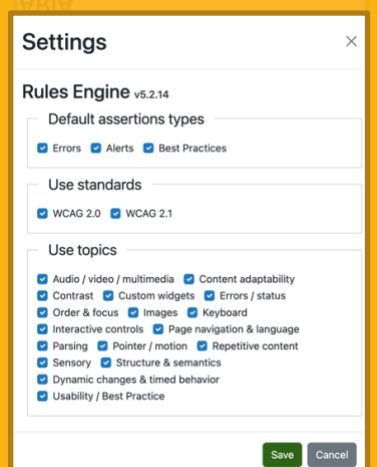 Settings
Rules Engine v5.2.14
Default assertions types
Errors Alerts Best Practices
Use standards
WCAG 2.0 WCAG 2.1
Use topics
Audio / video / multimedia Content adaptability
Contrast Custom widgets Errors / status
Order & focus Images Keyboard
Interactive controls Page navigation & language
Parsing Pointer / motion Repetitive content
Sensory Structure & semantics
Dynamic changes & timed behavior
Usability / Best Practice
Save Cancel